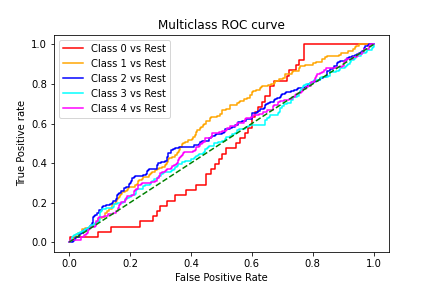 Multiclass ROC curve
Class 0 vs Rest
Class 1 vs Rest
Class 2 vs Rest
Class 3 vs Rest
Class 4 vs Rest
True Positive rate
1.0
0.8
0.6
0.4
0.2
0.0
0.0 0.2 0.4 0.6 0.8 1.0
False Positive Rate